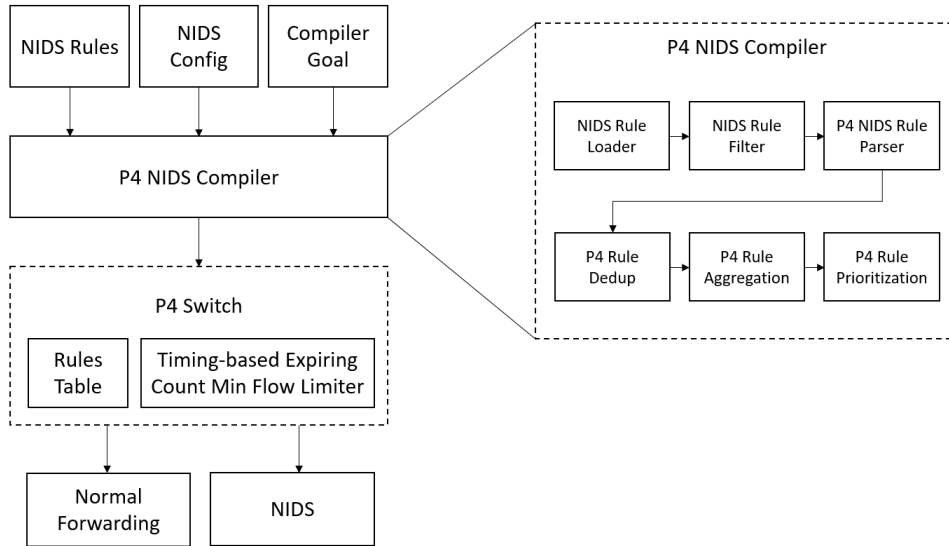 NIDS Rules
NIDS
Config
Compiler
Goal
P4 NIDS Compiler
P4 Switch
Rules
Table
Timing-based Expiring
Count Min Flow Limiter
Normal
Forwarding
NIDS
P4 NIDS Compiler
NIDS Rule
Loader
NIDS Rule
Filter
P4 NIDS Rule
Parser
P4 Rule
Dedup
P4 Rule
Aggregation
P4 Rule
Prioritization